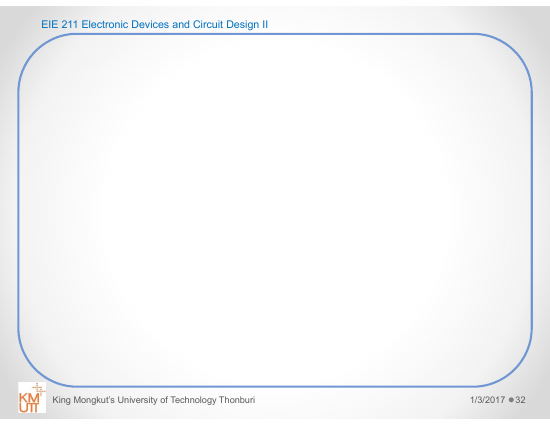 EIE 211 Electronic Devices and Circuit Design II
KM
UTT
King Mongkut's University of Technology Thonburi
1/3/2017 ●32